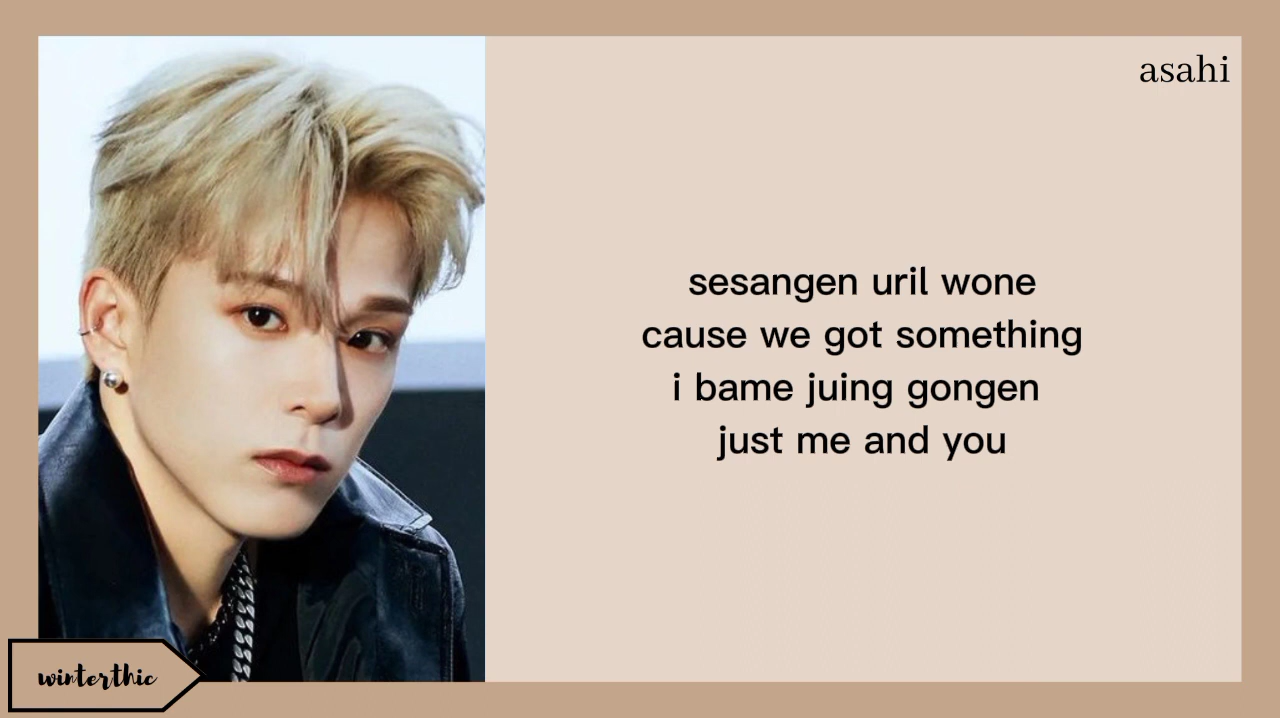 asahi
sesangen uril wone
cause we got something
i bame juing gongen
just me and you
winterthic